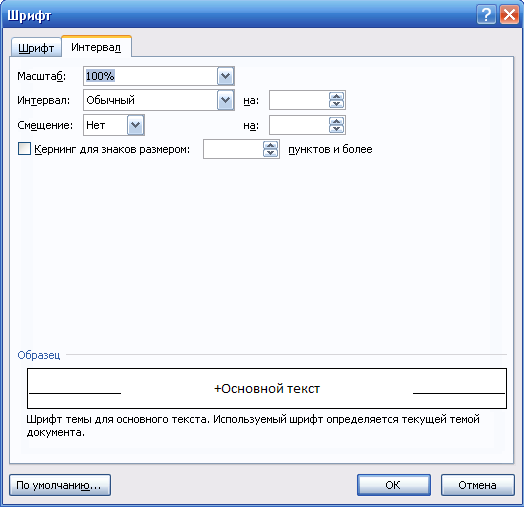 Шрифт
Шрифт Интервал
Масштаб: 100%
Интервал: Обычный на:
Смещение: Нет на:
Кернинг для знаков размером: пунктов и более
Образец
+Основной текст
Шрифт темы для основного текста. Используемый шрифт определяется текущей темой
документа.
По умолчанию... ОК Отмена